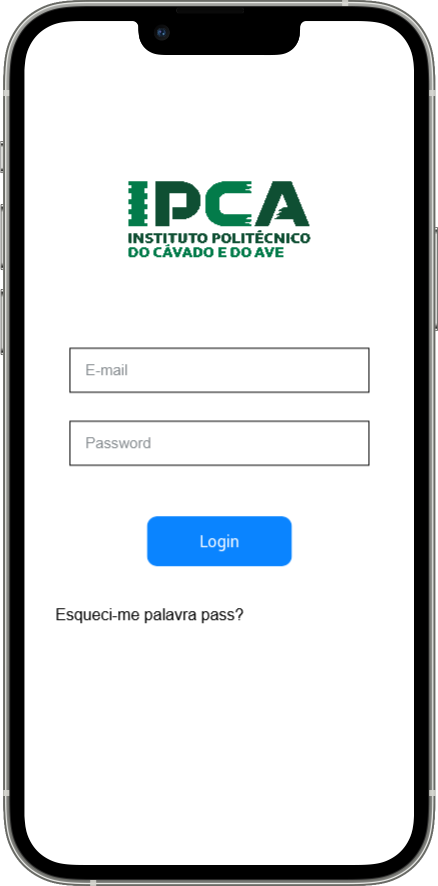 IPCA
INSTITUTO POLITÉCNICO
DO CÁVADO E DO AVE
E-mail
Password
Login
Esqueci-me palavra pass?